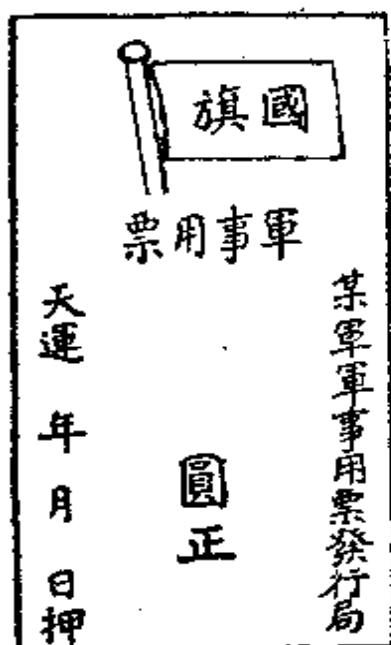 國旗
軍事用票
某軍軍事用票發行局
圓正
天運 年 月 日押